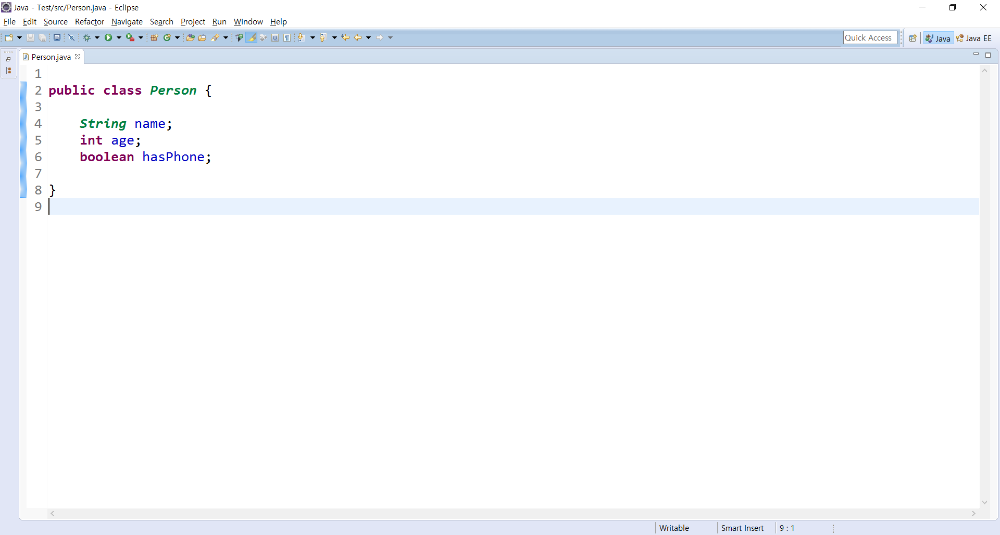 Java - Test/src/Person.java - Eclipse
File Edit Source Refactor Navigate Search Project Run Window Help
Quick Access Java Java EE
Person.java
1
2 public class Person {
3
4     String name;
5     int age;
6     boolean hasPhone;
7
8 }
9
Writable Smart Insert 9 : 1